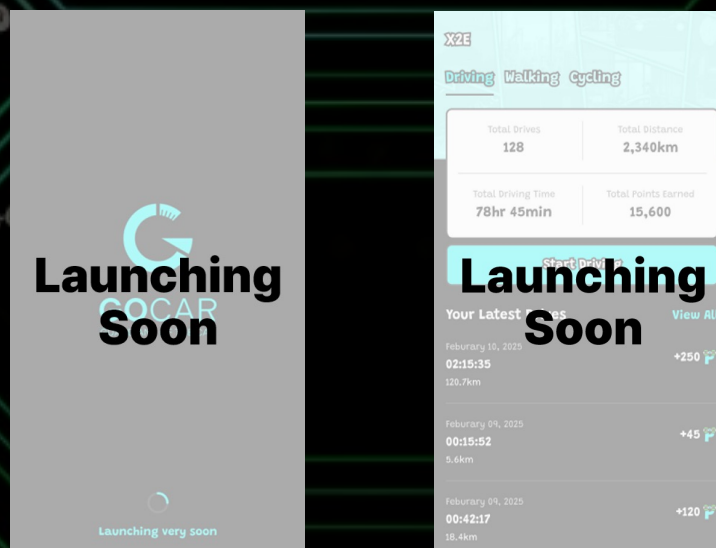 GOCAR
Launching
Soon
Launching very soon
X2E
Driving Walking Cycling
Total Drives
128
Total Distance
2,340km
Total Driving Time
78hr 45min
Total Points Earned
15,600
Start Driving
Launching
Soon
Your Latest Drives
View All
Feburary 10, 2025
02:15:35
120.7km
+250
Feburary 09, 2025
00:15:52
5.6km
+45
Feburary 09, 2025
00:42:17
18.4km
+120